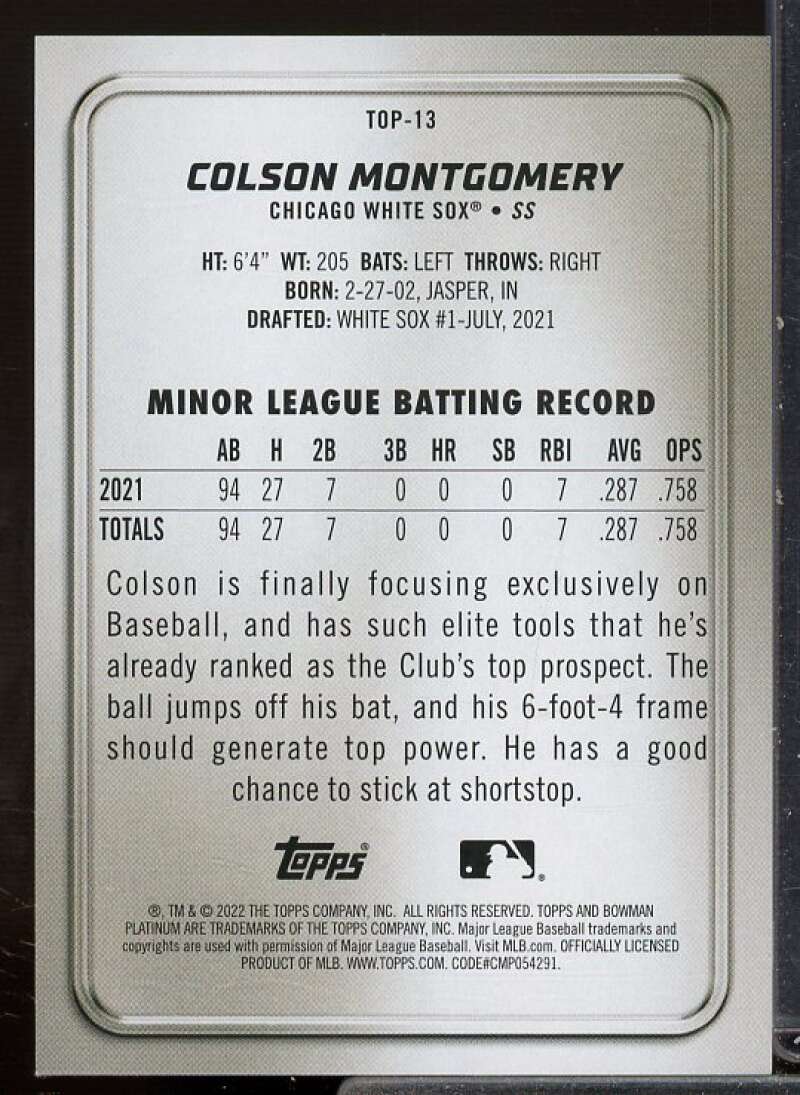 TOP-13
COLSON MONTGOMERY
CHICAGO WHITE SOX® • SS
HT: 6'4" WT: 205 BATS: LEFT THROWS: RIGHT
BORN: 2-27-02, JASPER, IN
DRAFTED: WHITE SOX #1-JULY, 2021
MINOR LEAGUE BATTING RECORD
AB H 2B 3B HR SB RBI AVG OPS
2021 94 27 7 0 0 0 7 .287 .758
TOTALS 94 27 7 0 0 0 7 .287 .758
Colson is finally focusing exclusively on
Baseball, and has such elite tools that he's
already ranked as the Club's top prospect. The
ball jumps off his bat, and his 6-foot-4 frame
should generate top power. He has a good
chance to stick at shortstop.
topps®
®, TM & © 2022 THE TOPPS COMPANY, INC. ALL RIGHTS RESERVED. TOPPS AND BOWMAN
PLATINUM ARE TRADEMARKS OF THE TOPPS COMPANY, INC. Major League Baseball trademarks and
copyrights are used with permission of Major League Baseball. Visit MLB.com. OFFICIALLY LICENSED
PRODUCT OF MLB. WWW.TOPPS.COM. CODE#CMP054291.